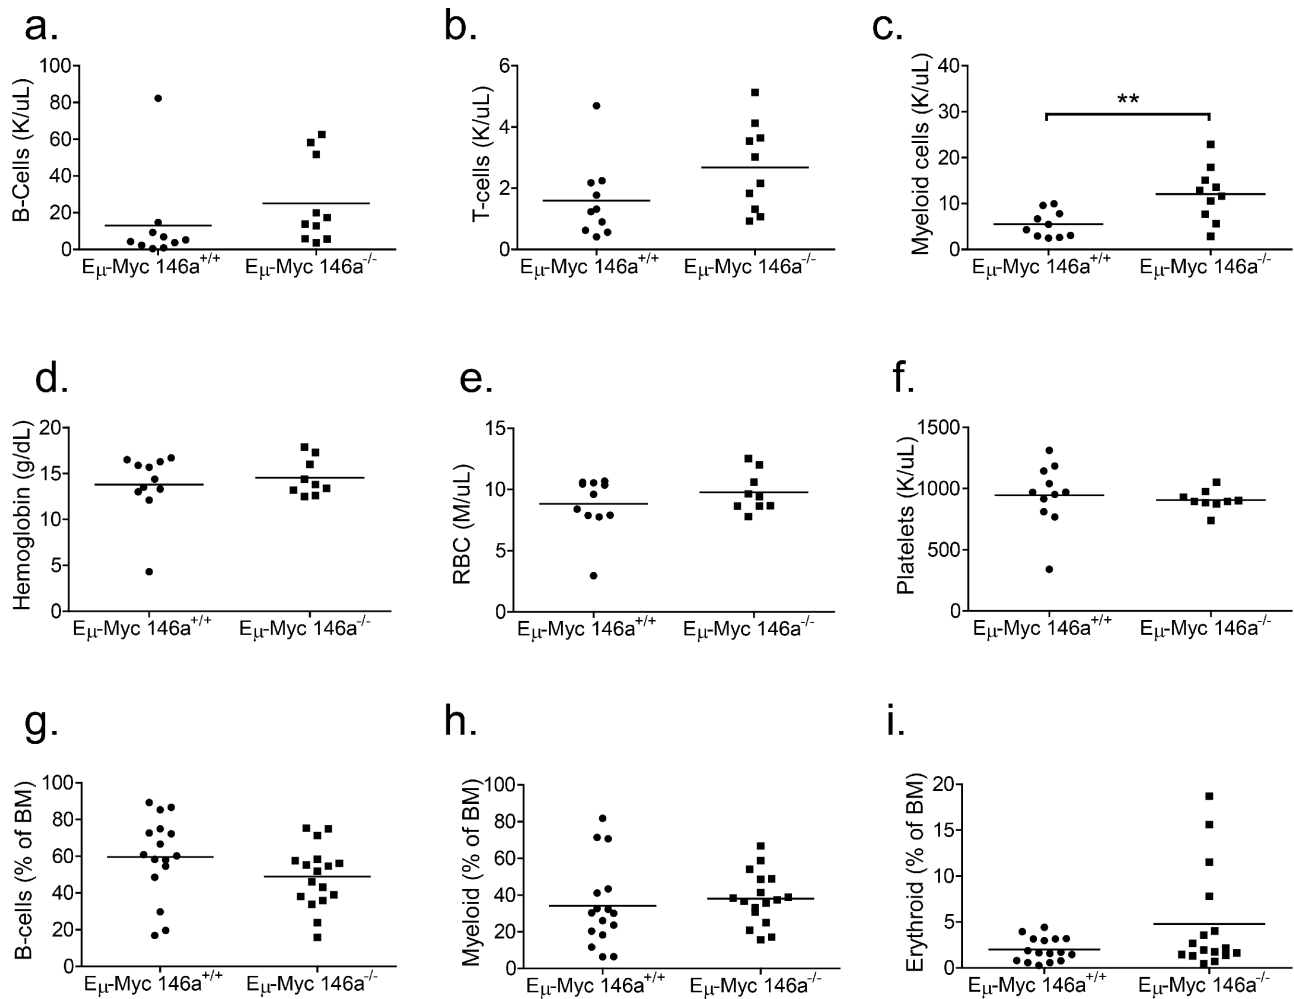 a.
B-Cells (K/uL)
100
80
60
40
20
0
Eμ-Myc 146a+/+
Eμ-Myc 146a-/-
b.
T-cells (K/uL)
6
4
2
0
Eμ-Myc 146a+/+
Eμ-Myc 146a-/-
c.
Myeloid cells (K/uL)
40
30
20
10
0
**
Eμ-Myc 146a+/+
Eμ-Myc 146a-/-
d.
Hemoglobin (g/dL)
20
15
10
5
0
Eμ-Myc 146a+/+
Eμ-Myc 146a-/-
e.
RBC (M/uL)
15
10
5
0
Eμ-Myc 146a+/+
Eμ-Myc 146a-/-
f.
Platelets (K/uL)
1500
1000
500
0
Eμ-Myc 146a+/+
Eμ-Myc 146a-/-
g.
B-cells (% of BM)
100
80
60
40
20
0
Eμ-Myc 146a+/+
Eμ-Myc 146a-/-
h.
Myeloid (% of BM)
100
80
60
40
20
0
Eμ-Myc 146a+/+
Eμ-Myc 146a-/-
i.
Erythroid (% of BM)
20
15
10
5
0
Eμ-Myc 146a+/+
Eμ-Myc 146a-/-